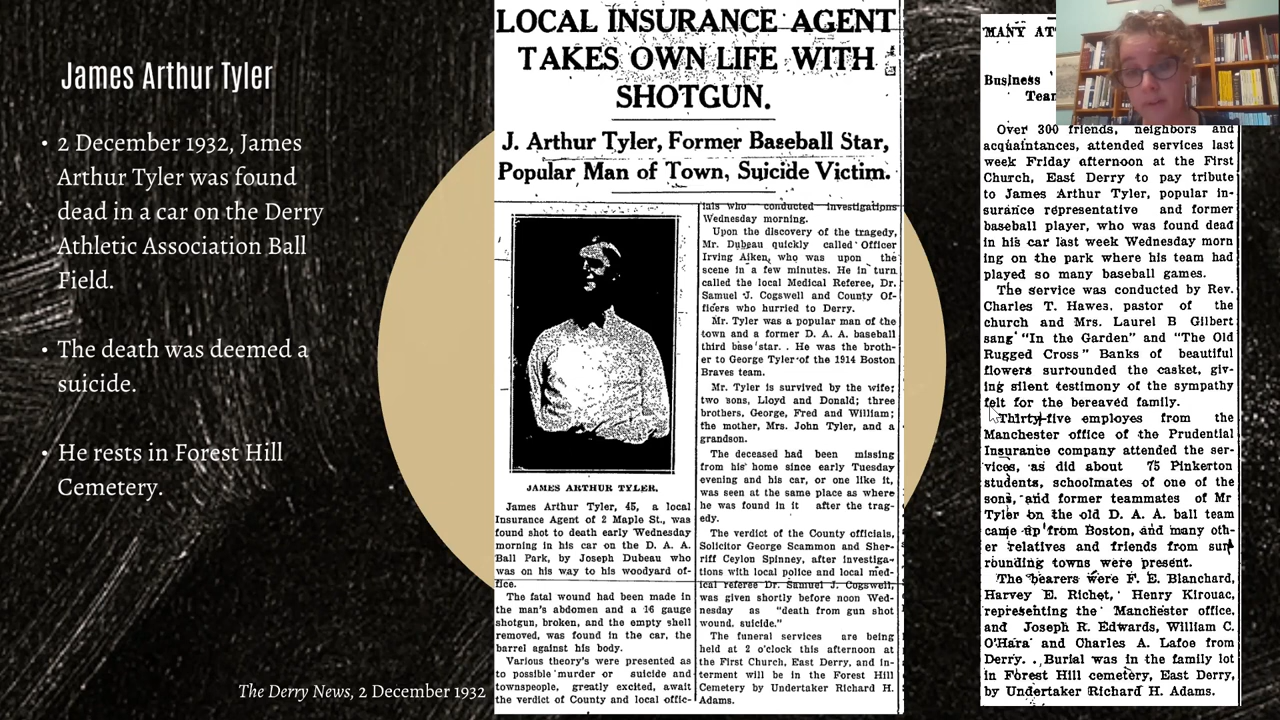 James Arthur Tyler
• 2 December 1932, James
Arthur Tyler was found
dead in a car on the Derry
Athletic Association Ball
Field.
• The death was deemed a
suicide.
• He rests in Forest Hill
Cemetery.
The Derry News, 2 December 1932
LOCAL INSURANCE AGENT
TAKES OWN LIFE WITH
SHOTGUN.
J. Arthur Tyler, Former Baseball Star,
Popular Man of Town, Suicide Victim.
JAMES ARTHUR TYLER.
James Arthur Tyler, 45, a local
Insurance Agent of 2 Maple St., was
found shot to death early Wednesday
morning in his car on the D. A. A.
Ball Park, by Joseph Dubeau who
was on his way to his woodyard of-
fice.
The fatal wound had been made in
the man's abdomen and a 16 gauge
shotgun, broken, and the empty shell
removed, was found in the car, the
barrel against his body.
Various theory's were presented as
to possible murder or suicide and
townspeople, greatly excited, await
the verdict of County and local offic-
ials who conducted investigations
Wednesday morning.
Upon the discovery of the tragedy,
Mr. Dubeau quickly called Officer
Irving Aiken, who was upon the
scene in a few minutes. He in turn
called the local Medical Referee, Dr.
Samuel J. Cogswell and County Of-
ficers who hurried to Derry.
Mr. Tyler was a popular man of the
town and a former D. A. A. baseball
third base star. . He was the broth-
er to George Tyler of the 1914 Boston
Braves team.
Mr. Tyler is survived by the wife;
two sons, Lloyd and Donald; three
brothers, George, Fred and William;
the mother, Mrs. John Tyler, and a
grandson.
The deceased had been missing
from his home since early Tuesday
evening and his car, or one like it,
was seen at the same place as where
he was found in it after the trag-
edy.
The verdict of the County officials,
Solicitor George Scammon and Sher-
iff Ceylon Spinney, after investiga-
tions with local police and local med-
ical referee Dr. Samuel J. Cogswell,
was given shortly before noon Wed-
nesday as "death from gun shot
wound. suicide."
The funeral services are being
held at 2 o'clock this afternoon at
the First Church, East Derry, and in-
terment will be in the Forest Hill
Cemetery by Undertaker Richard H.
Adams.
MANY AT
Business
Tear
Over 300 friends, neighbors and
acquaintances, attended services last
week Friday afternoon at the First
Church, East Derry to pay tribute
to James Arthur Tyler, popular in-
surance representative and former
baseball player, who was found dead
in his car last week Wednesday morn
ing on the park where his team had
played so many baseball games.
The service was conducted by Rev.
Charles T. Hawes, pastor of the
church and Mrs. Laurel B Gilbert
sang "In the Garden" and "The Old
Rugged Cross" Banks of beautiful
flowers surrounded the casket, giv-
ing silent testimony of the sympathy
felt for the bereaved family.
Thirty-five employes from the
Manchester office of the Prudential
Insurance company attended the ser-
vices, as did about 75 Pinkerton
students, schoolmates of one of the
sons, and former teammates of Mr
Tyler on the old D. A. A. ball team
came up from Boston, and many oth-
er relatives and friends from sur
rounding towns were present.
The bearers were F. E. Blanchard,
Harvey E. Richet, Henry Kirouac,
representing the Manchester office,
and Joseph R. Edwards, William C.
O'Hara and Charles A. Lafoe from
Derry. . Burial was in the family lot
in Forest Hill cemetery, East Derry,
by Undertaker Richard H. Adams.